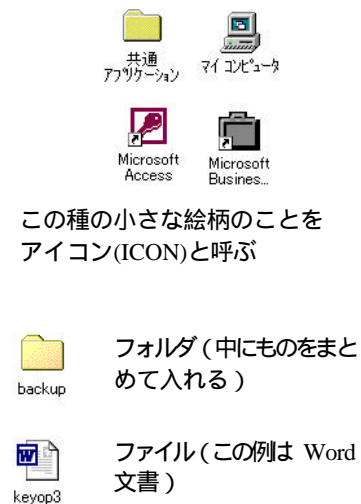 共通
アプリケーション
マイ コンピュータ
Microsoft
Access
Microsoft
Busines...
この種の小さな絵柄のことを
アイコン(ICON)と呼ぶ
backup
フォルダ(中にものをまと
めて入れる)
keyop3
ファイル(この例は Word
文書)